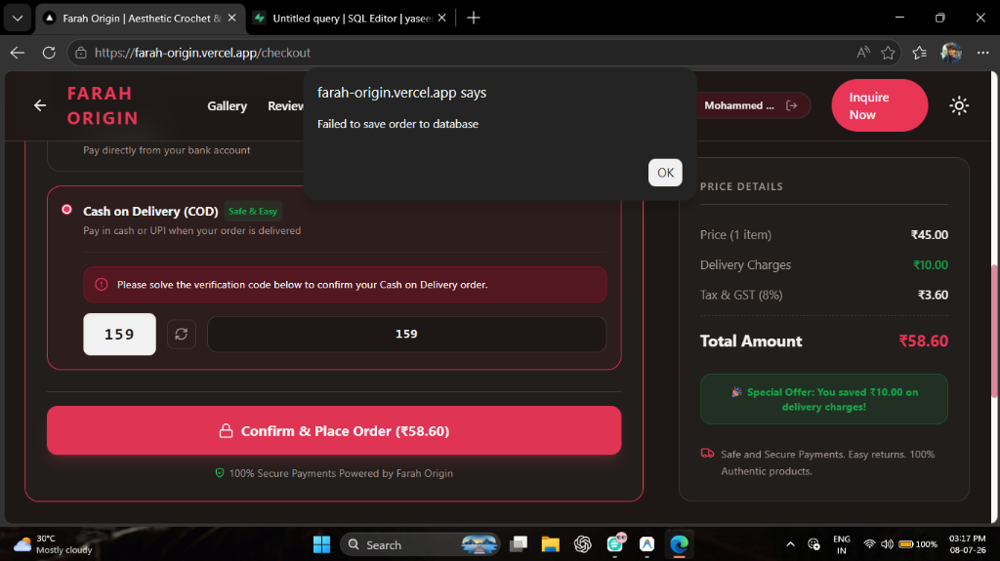 Farah Origin | Aesthetic Crochet &
Untitled query | SQL Editor | yasee
https://farah-origin.vercel.app/checkout
FARAH
ORIGIN
Gallery
Review
farah-origin.vercel.app says
Failed to save order to database
OK
Mohammed ...
Inquire
Now
Pay directly from your bank account
Cash on Delivery (COD)
Safe & Easy
Pay in cash or UPI when your order is delivered
Please solve the verification code below to confirm your Cash on Delivery order.
159
159
Confirm & Place Order (₹58.60)
100% Secure Payments Powered by Farah Origin
PRICE DETAILS
Price (1 item) ₹45.00
Delivery Charges ₹10.00
Tax & GST (8%) ₹3.60
Total Amount ₹58.60
🎉 Special Offer: You saved ₹10.00 on
delivery charges!
Safe and Secure Payments. Easy returns. 100%
Authentic products.
30°C
Mostly cloudy
Search
ENG
IN
100%
03:17 PM
08-07-26